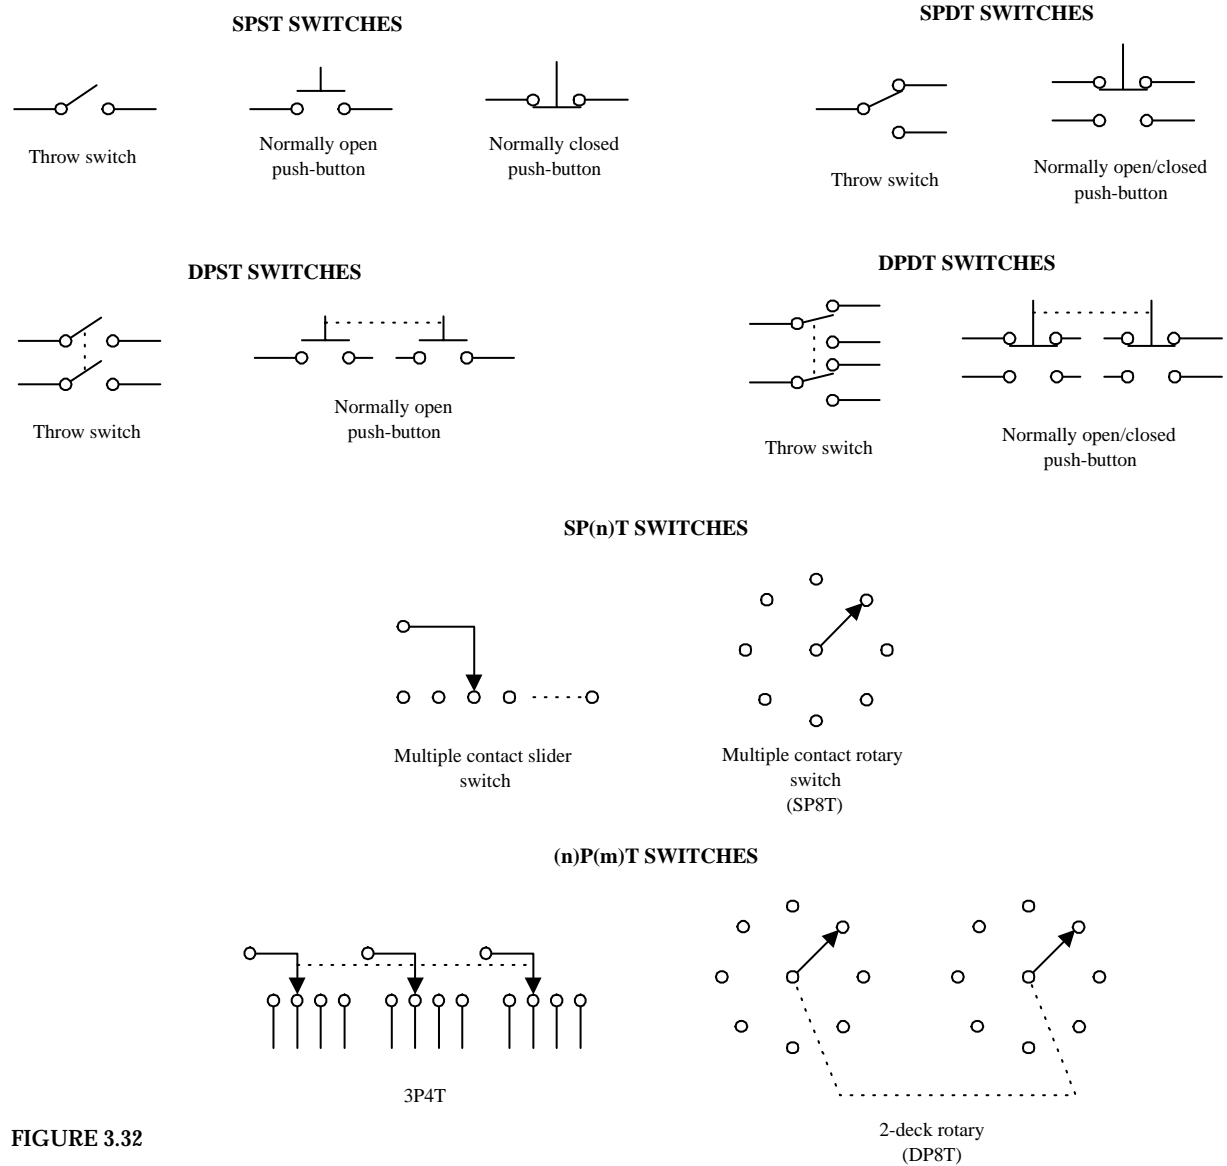 SPST SWITCHES
SPDT SWITCHES
Throw switch
Normally open
push-button
Normally closed
push-button
Throw switch
Normally open/closed
push-button
DPST SWITCHES
DPDT SWITCHES
Throw switch
Normally open
push-button
Throw switch
Normally open/closed
push-button
SP(n)T SWITCHES
Multiple contact slider
switch
Multiple contact rotary
switch
(SP8T)
(n)P(m)T SWITCHES
3P4T
2-deck rotary
(DP8T)
FIGURE 3.32